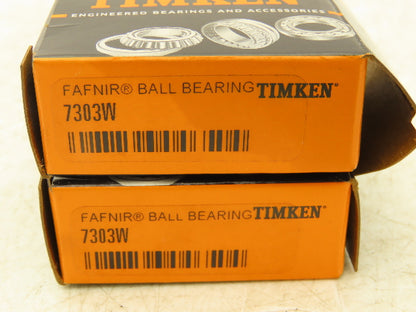 TIMKEN
ENGINEERED BEARINGS AND ACCESSORIES
FAFNIR® BALL BEARING TIMKEN®
7303W
FAFNIR® BALL BEARING TIMKEN®
7303W